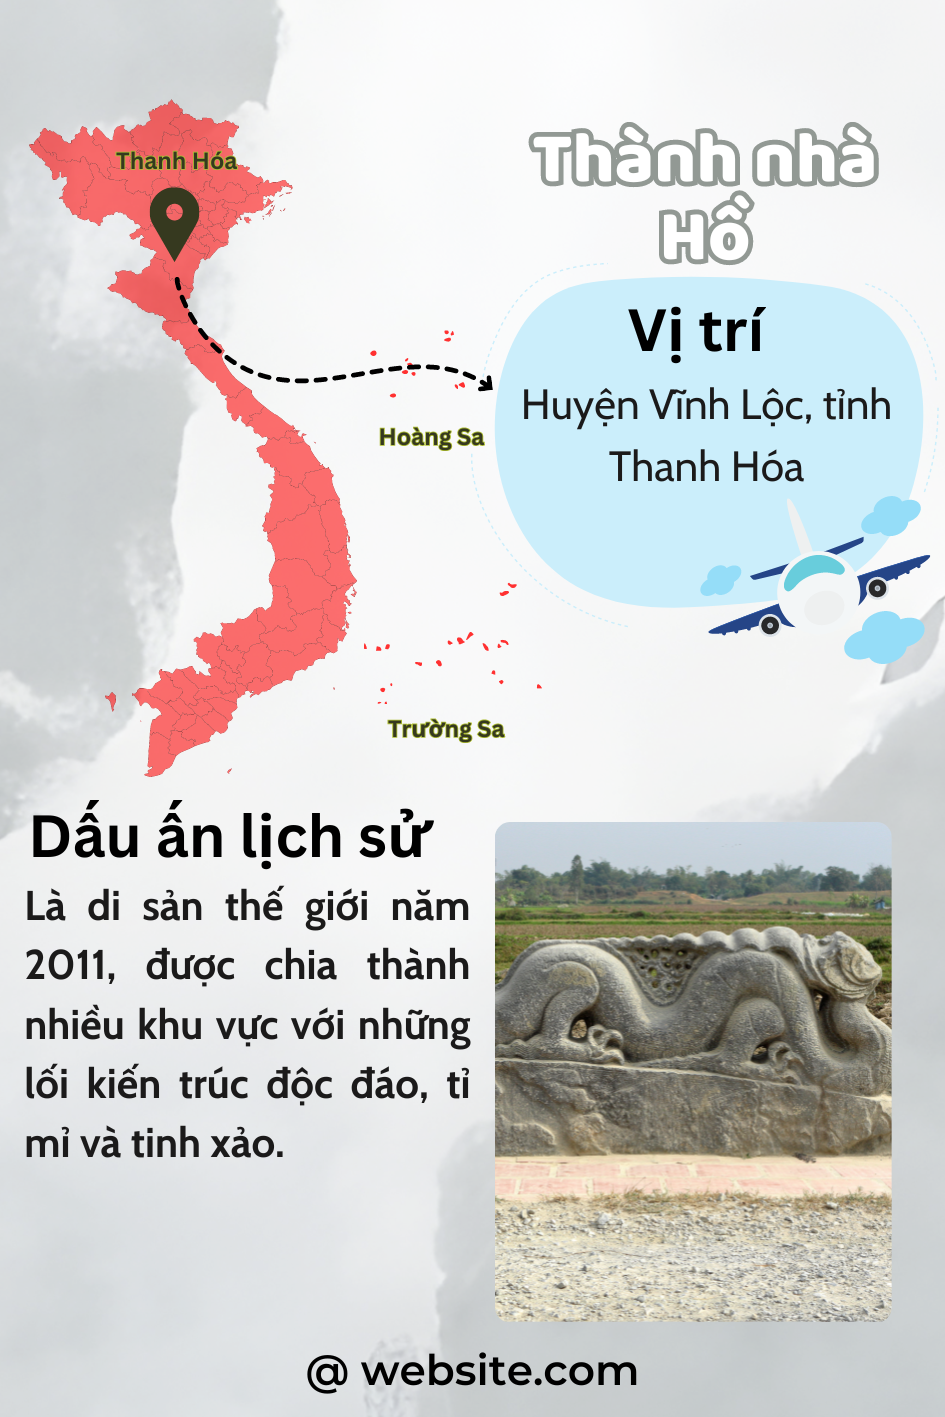 Thành nhà
Hồ
Thanh Hóa
Vị trí
Huyện Vĩnh Lộc, tỉnh
Thanh Hóa
Hoàng Sa
Trường Sa
Dấu ấn lịch sử
Là di sản thế giới năm
2011, được chia thành
nhiều khu vực với những
lối kiến trúc độc đáo, tỉ
mỉ và tinh xảo.
@ website.com